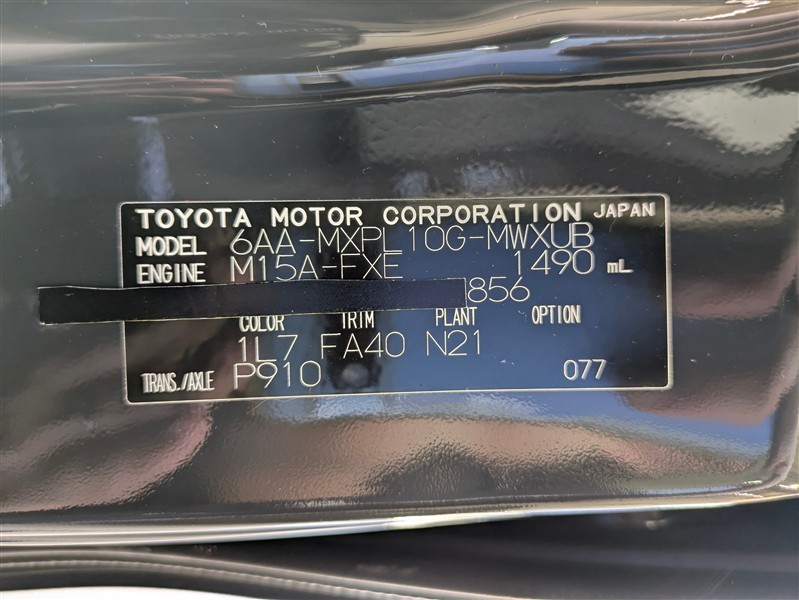 TOYOTA MOTOR CORPORATION JAPAN
MODEL 6AA-MXPL10G-MWXUB
ENGINE M15A-FXE 1490 mL
856
COLOR TRIM PLANT OPTION
1L7 FA40 N21
TRANS./AXLE P910 077